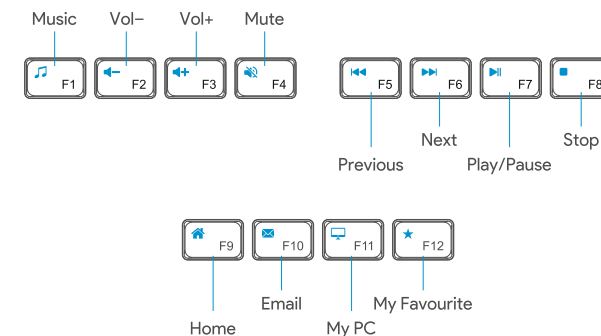 Music Vol− Vol+ Mute
F1 F2 F3 F4 F5 F6 F7 F8
Next Stop
Previous Play/Pause
F9 F10 F11 F12
Email My Favourite
Home My PC